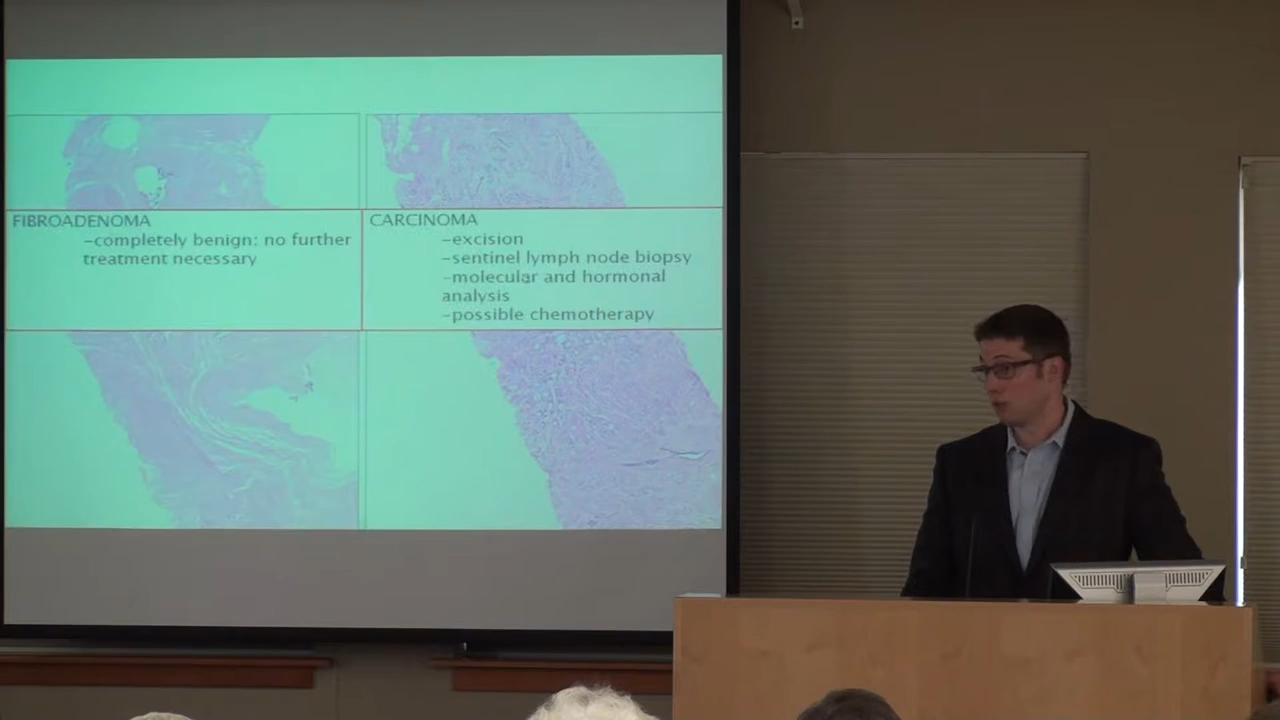 FIBROADENOMA
-completely benign: no further
treatment necessary
CARCINOMA
-excision
-sentinel lymph node biopsy
-molecular and hormonal
analysis
-possible chemotherapy